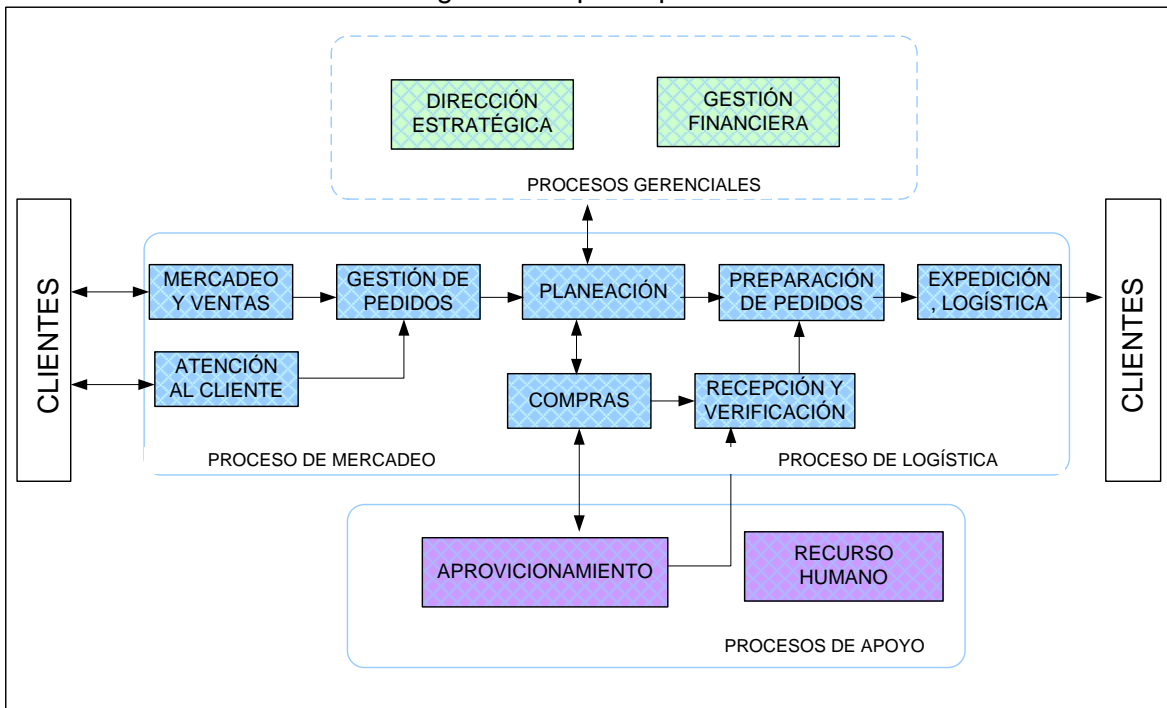 DIRECCIÓN
ESTRATÉGICA
GESTIÓN
FINANCIERA
PROCESOS GERENCIALES
CLIENTES
MERCADEO
Y VENTAS
GESTIÓN DE
PEDIDOS
PLANEACIÓN
PREPARACIÓN
DE PEDIDOS
EXPEDICIÓN
, LOGÍSTICA
CLIENTES
ATENCIÓN
AL CLIENTE
COMPRAS
RECEPCIÓN Y
VERIFICACIÓN
PROCESO DE MERCADEO
PROCESO DE LOGÍSTICA
APROVICIONAMIENTO
RECURSO
HUMANO
PROCESOS DE APOYO